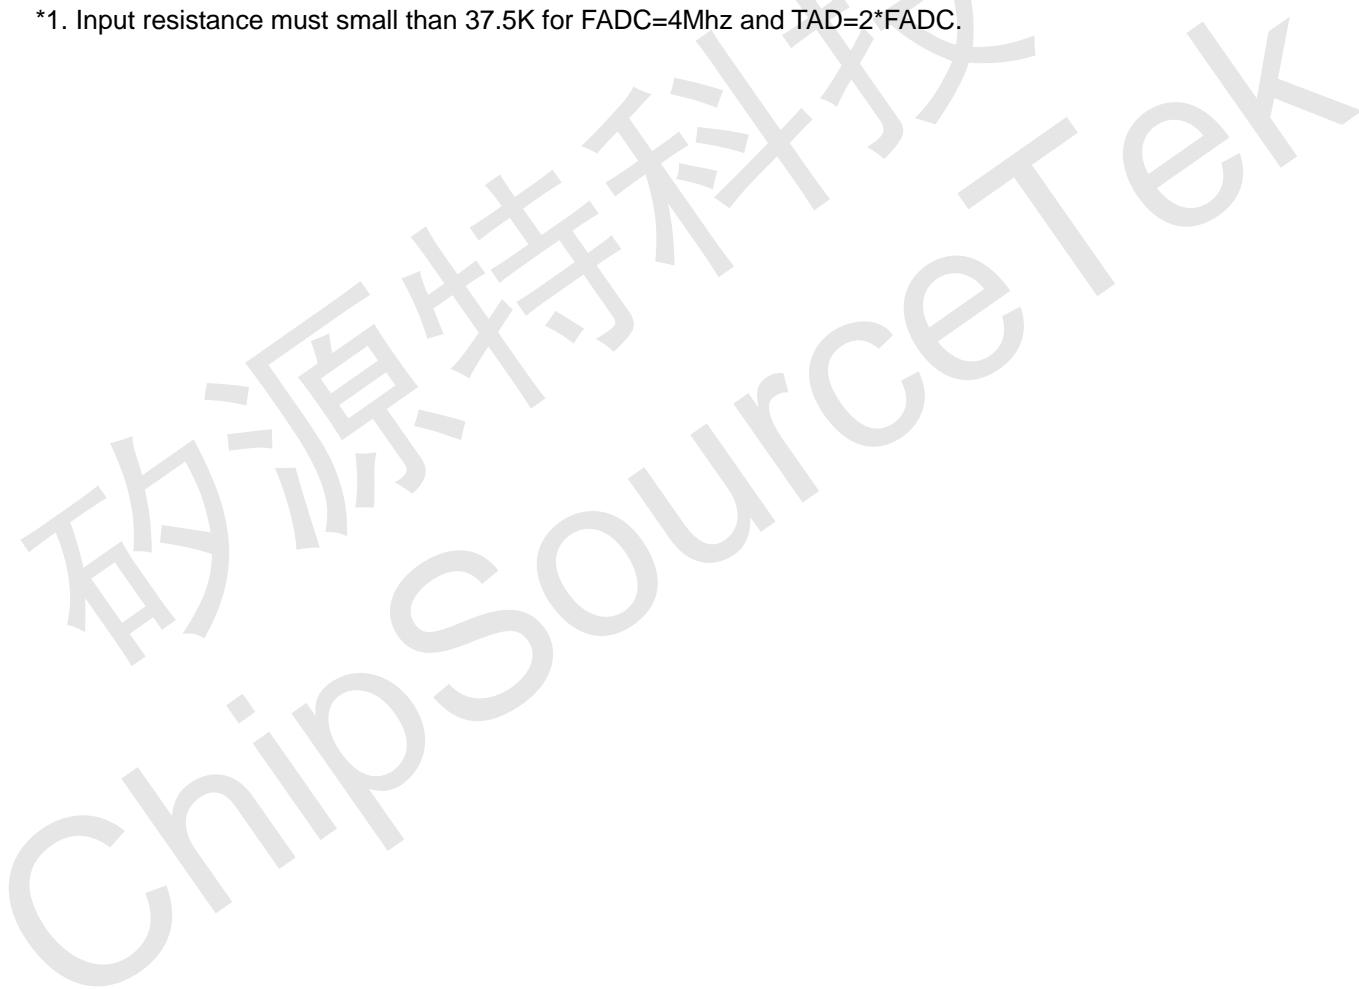 *1. Input resistance must small than 37.5K for FADC=4Mhz and TAD=2*FADC.
矽源特科技
ChipSourceTek